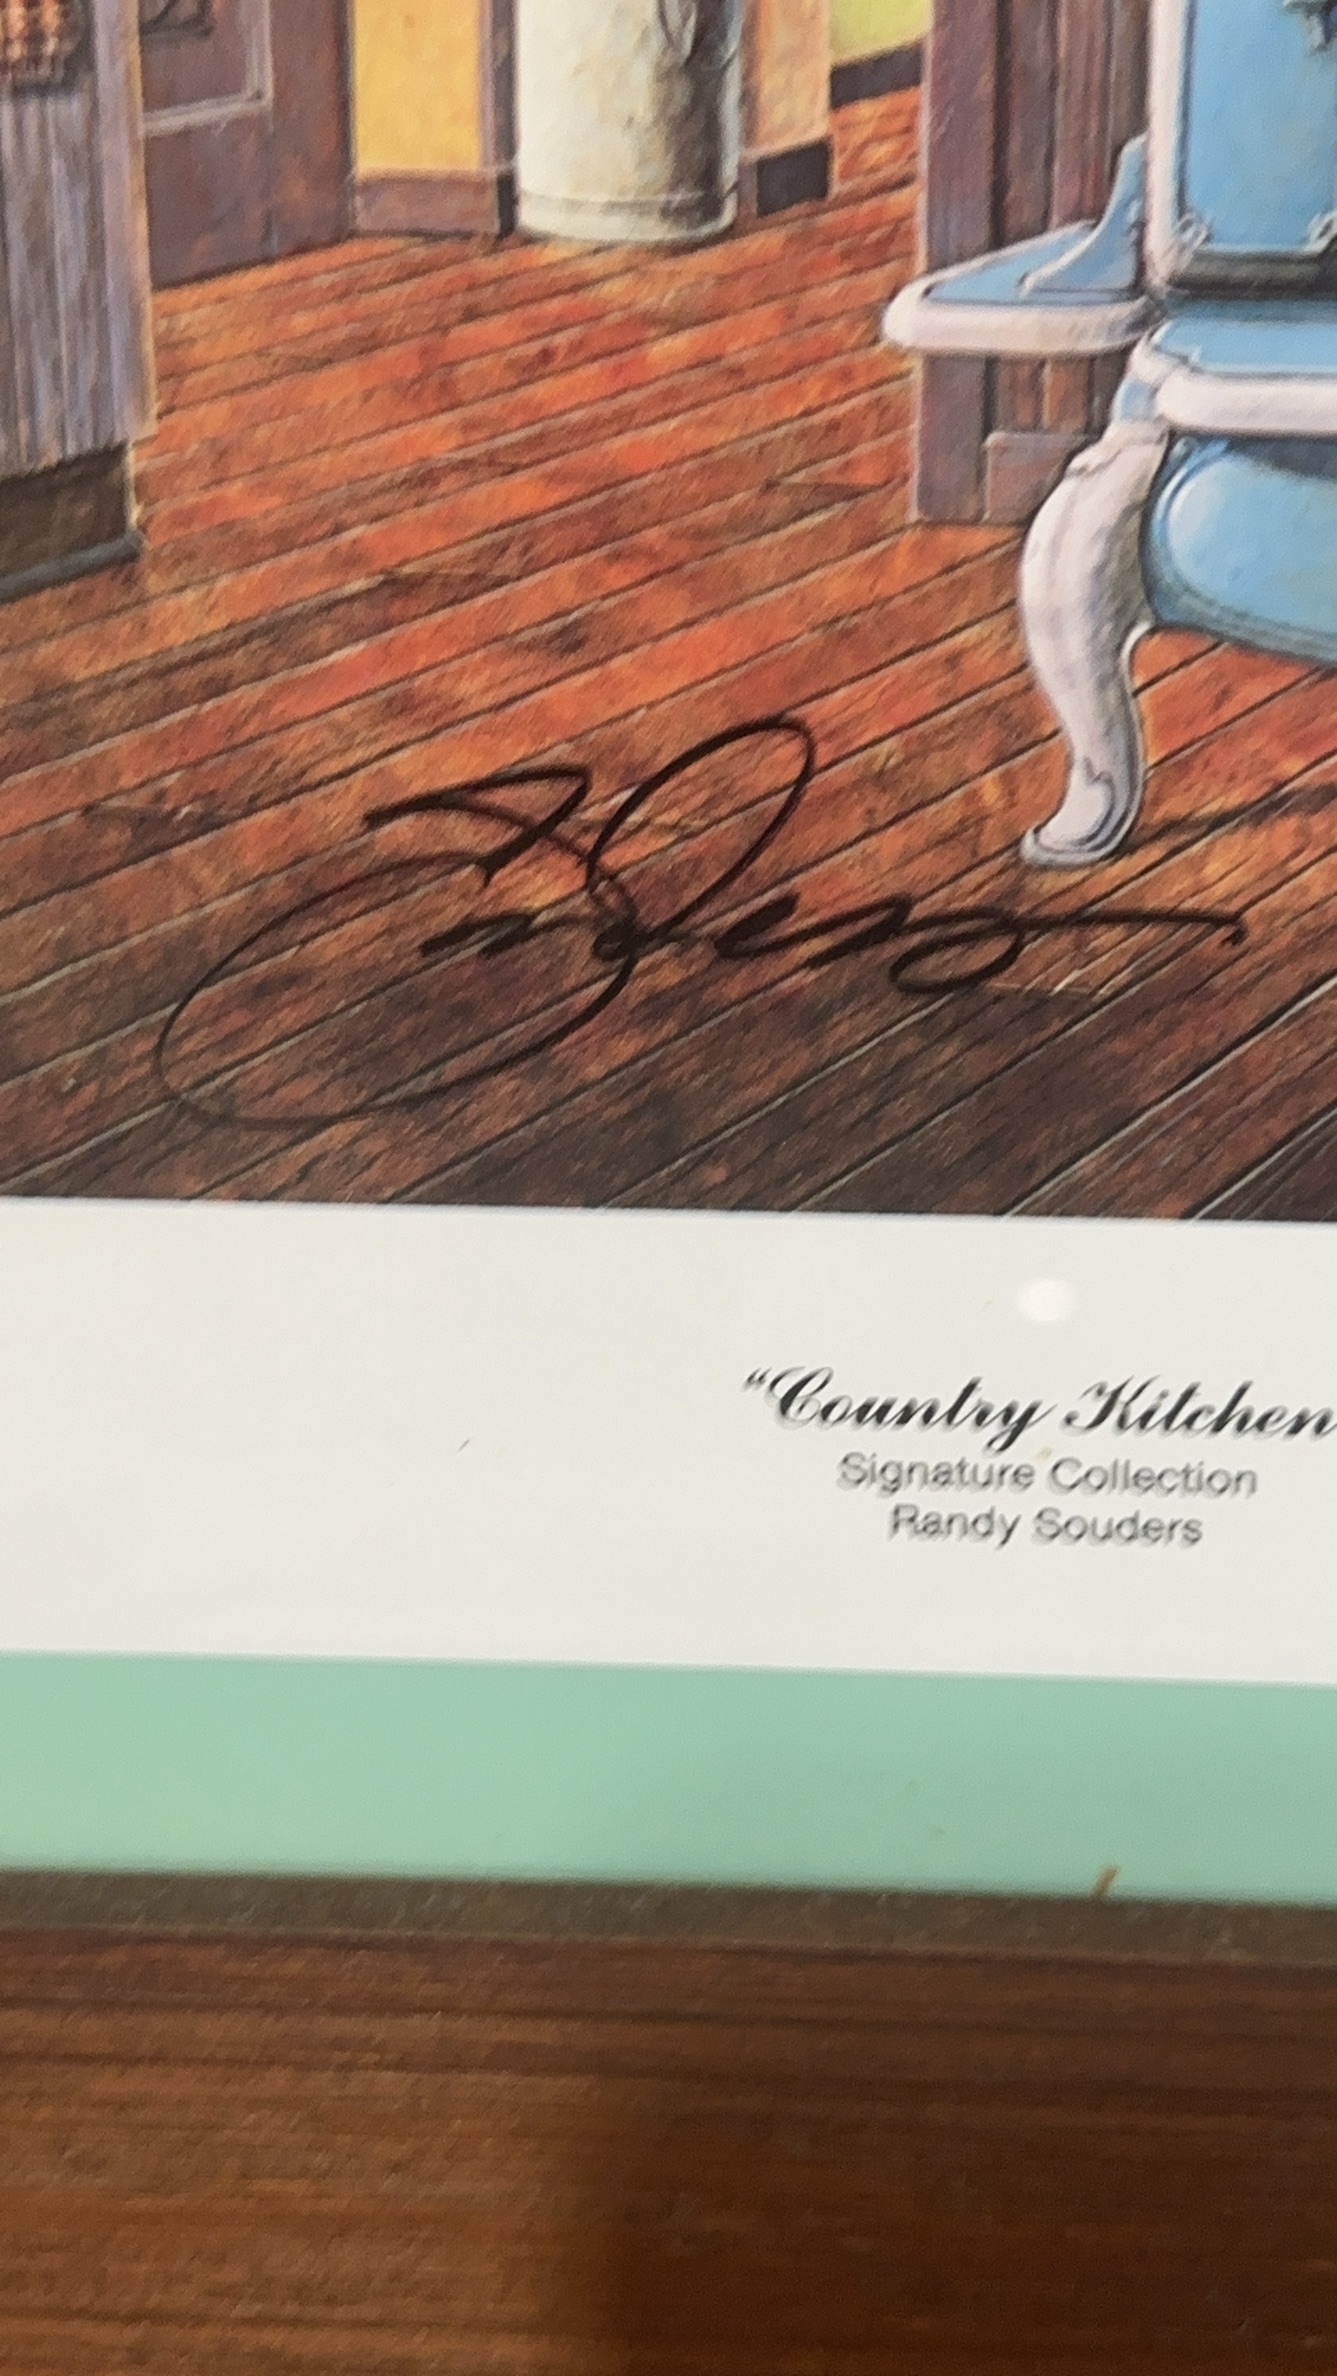 "Country Kitchen
Signature Collection
Randy Souders